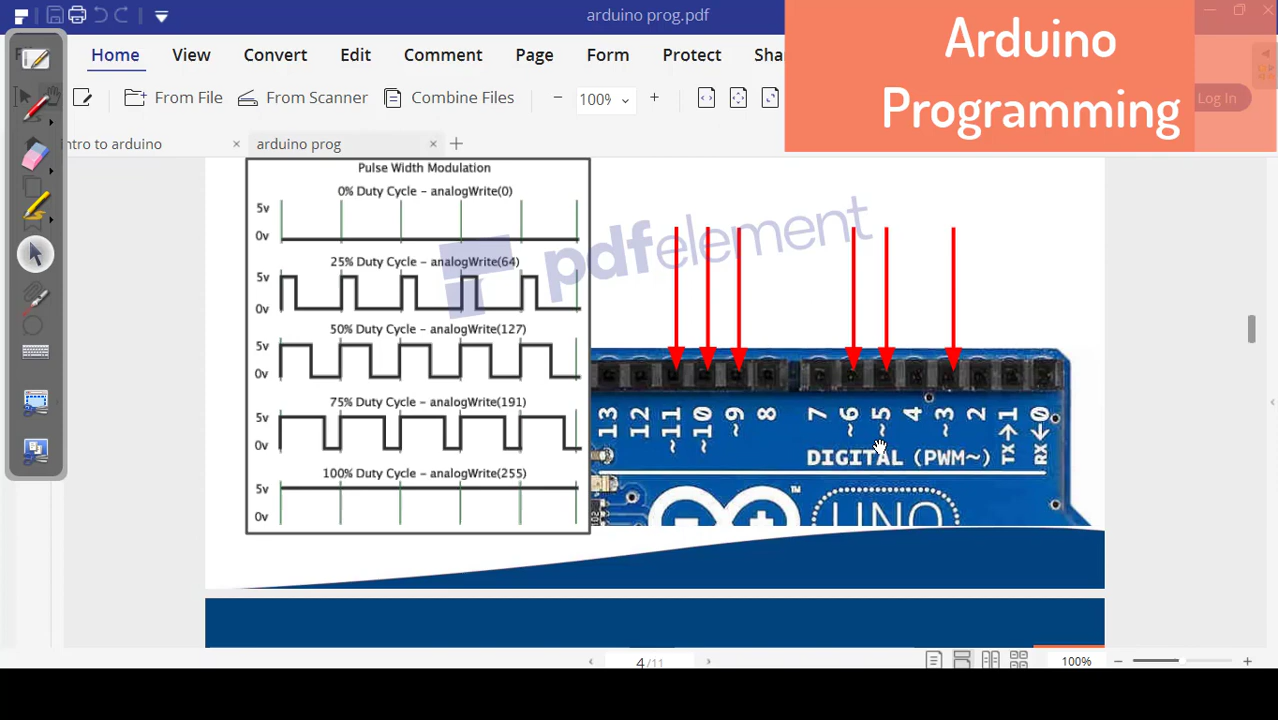 arduino prog.pdf
Home View Convert Edit Comment Page Form Protect Sha
From File From Scanner Combine Files 100% Log In
Arduino
Programming
ntro to arduino arduino prog
Pulse Width Modulation
0% Duty Cycle – analogWrite(0)
5v
0v
25% Duty Cycle – analogWrite(64)
5v
0v
50% Duty Cycle – analogWrite(127)
5v
0v
75% Duty Cycle – analogWrite(191)
5v
0v
100% Duty Cycle – analogWrite(255)
5v
0v
pdfelement
13 12 ~11 ~10 ~9 8 7 ~6 ~5 4 ~3 2 TX→1 RX←0
DIGITAL (PWM~)
TM
UNO
4/11
100%